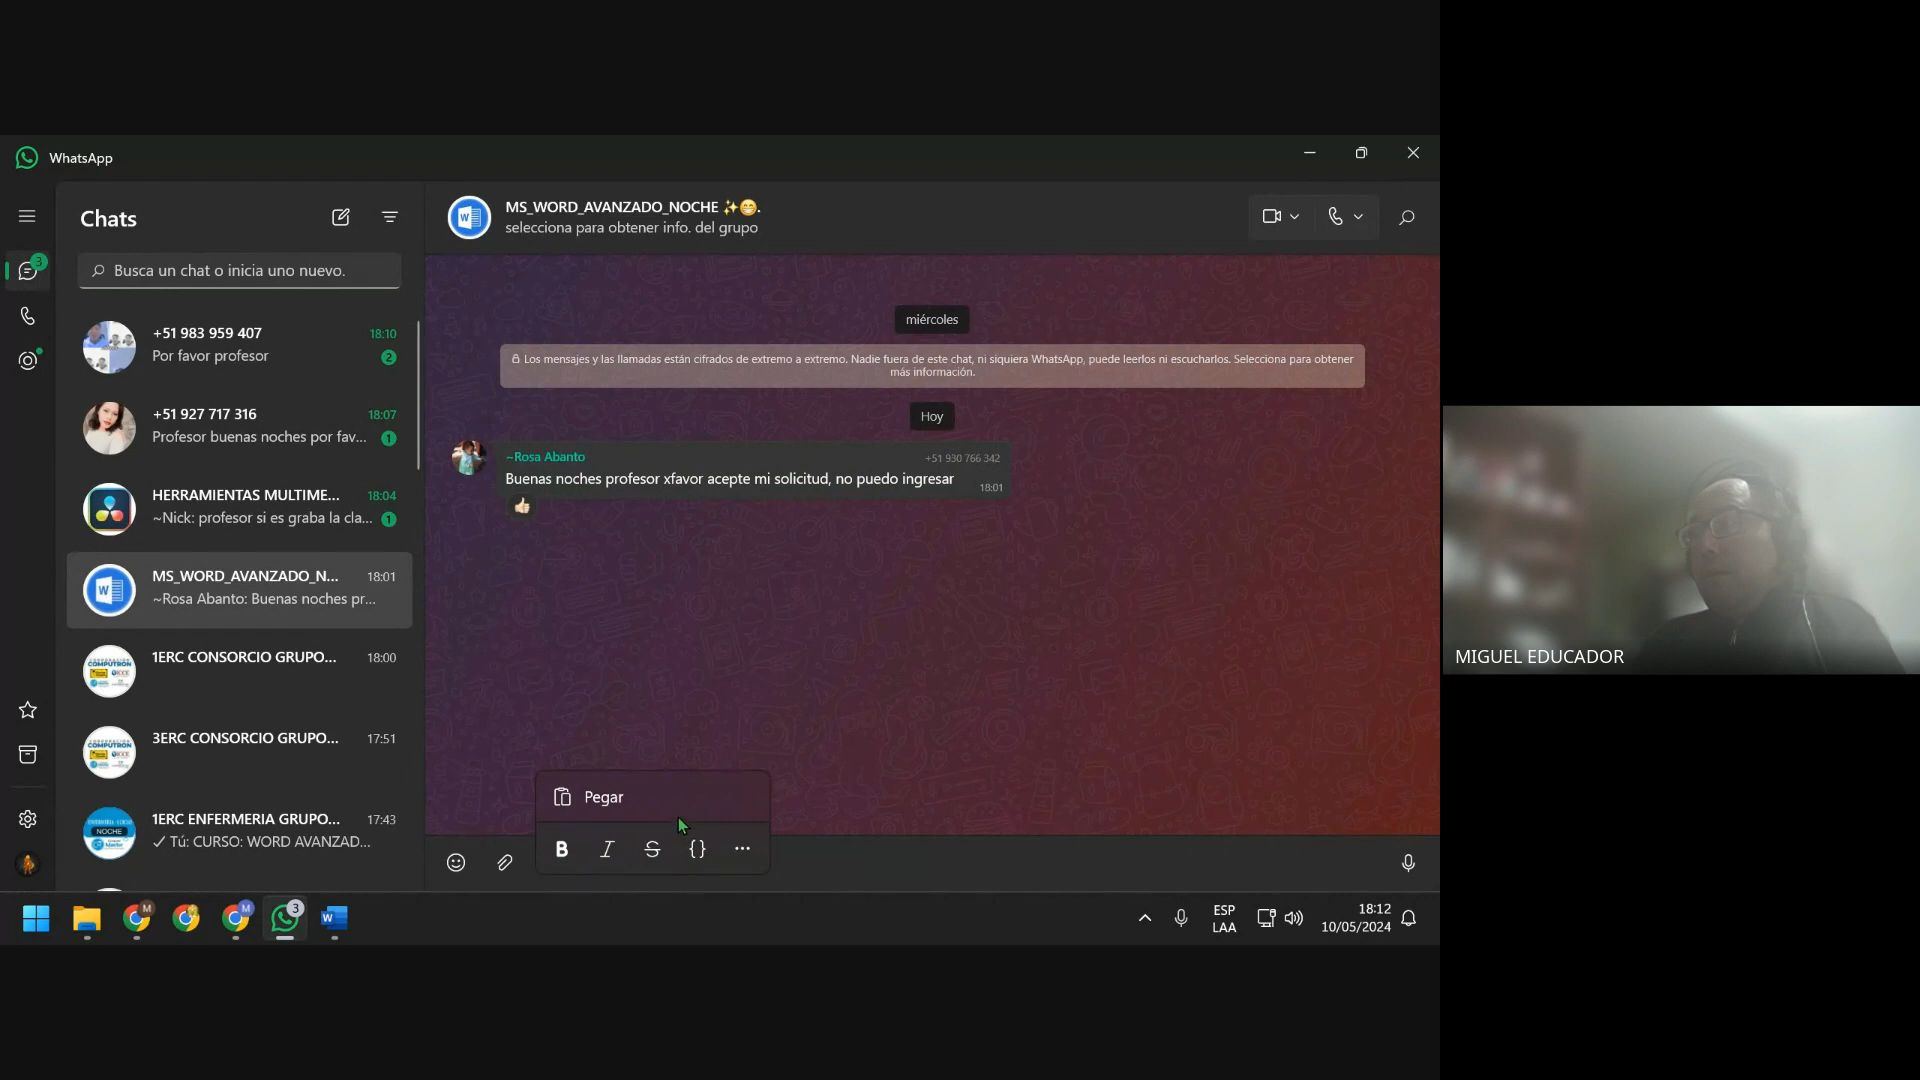 WhatsApp
Chats
Busca un chat o inicia uno nuevo.
3
+51 983 959 407
18:10
Por favor profesor
2
+51 927 717 316
18:07
Profesor buenas noches por fav...
1
HERRAMIENTAS MULTIME...
18:04
~Nick: profesor si es graba la cla...
1
MS_WORD_AVANZADO_N...
18:01
~Rosa Abanto: Buenas noches pr...
1ERC CONSORCIO GRUPO...
18:00
3ERC CONSORCIO GRUPO...
17:51
1ERC ENFERMERIA GRUPO...
17:43
✓ Tú: CURSO: WORD AVANZAD...
COMPUTRON
COMPUTRON
NOCHE
MS_WORD_AVANZADO_NOCHE ✨😁.
selecciona para obtener info. del grupo
miércoles
Los mensajes y las llamadas están cifrados de extremo a extremo. Nadie fuera de este chat, ni siquiera WhatsApp, puede leerlos ni escucharlos. Selecciona para obtener
más información.
Hoy
~Rosa Abanto
+51 930 766 342
Buenas noches profesor xfavor acepte mi solicitud, no puedo ingresar
18:01
👍🏻
Pegar
B I S {} ...
MIGUEL EDUCADOR
M
M
3
W
ESP
LAA
18:12
10/05/2024